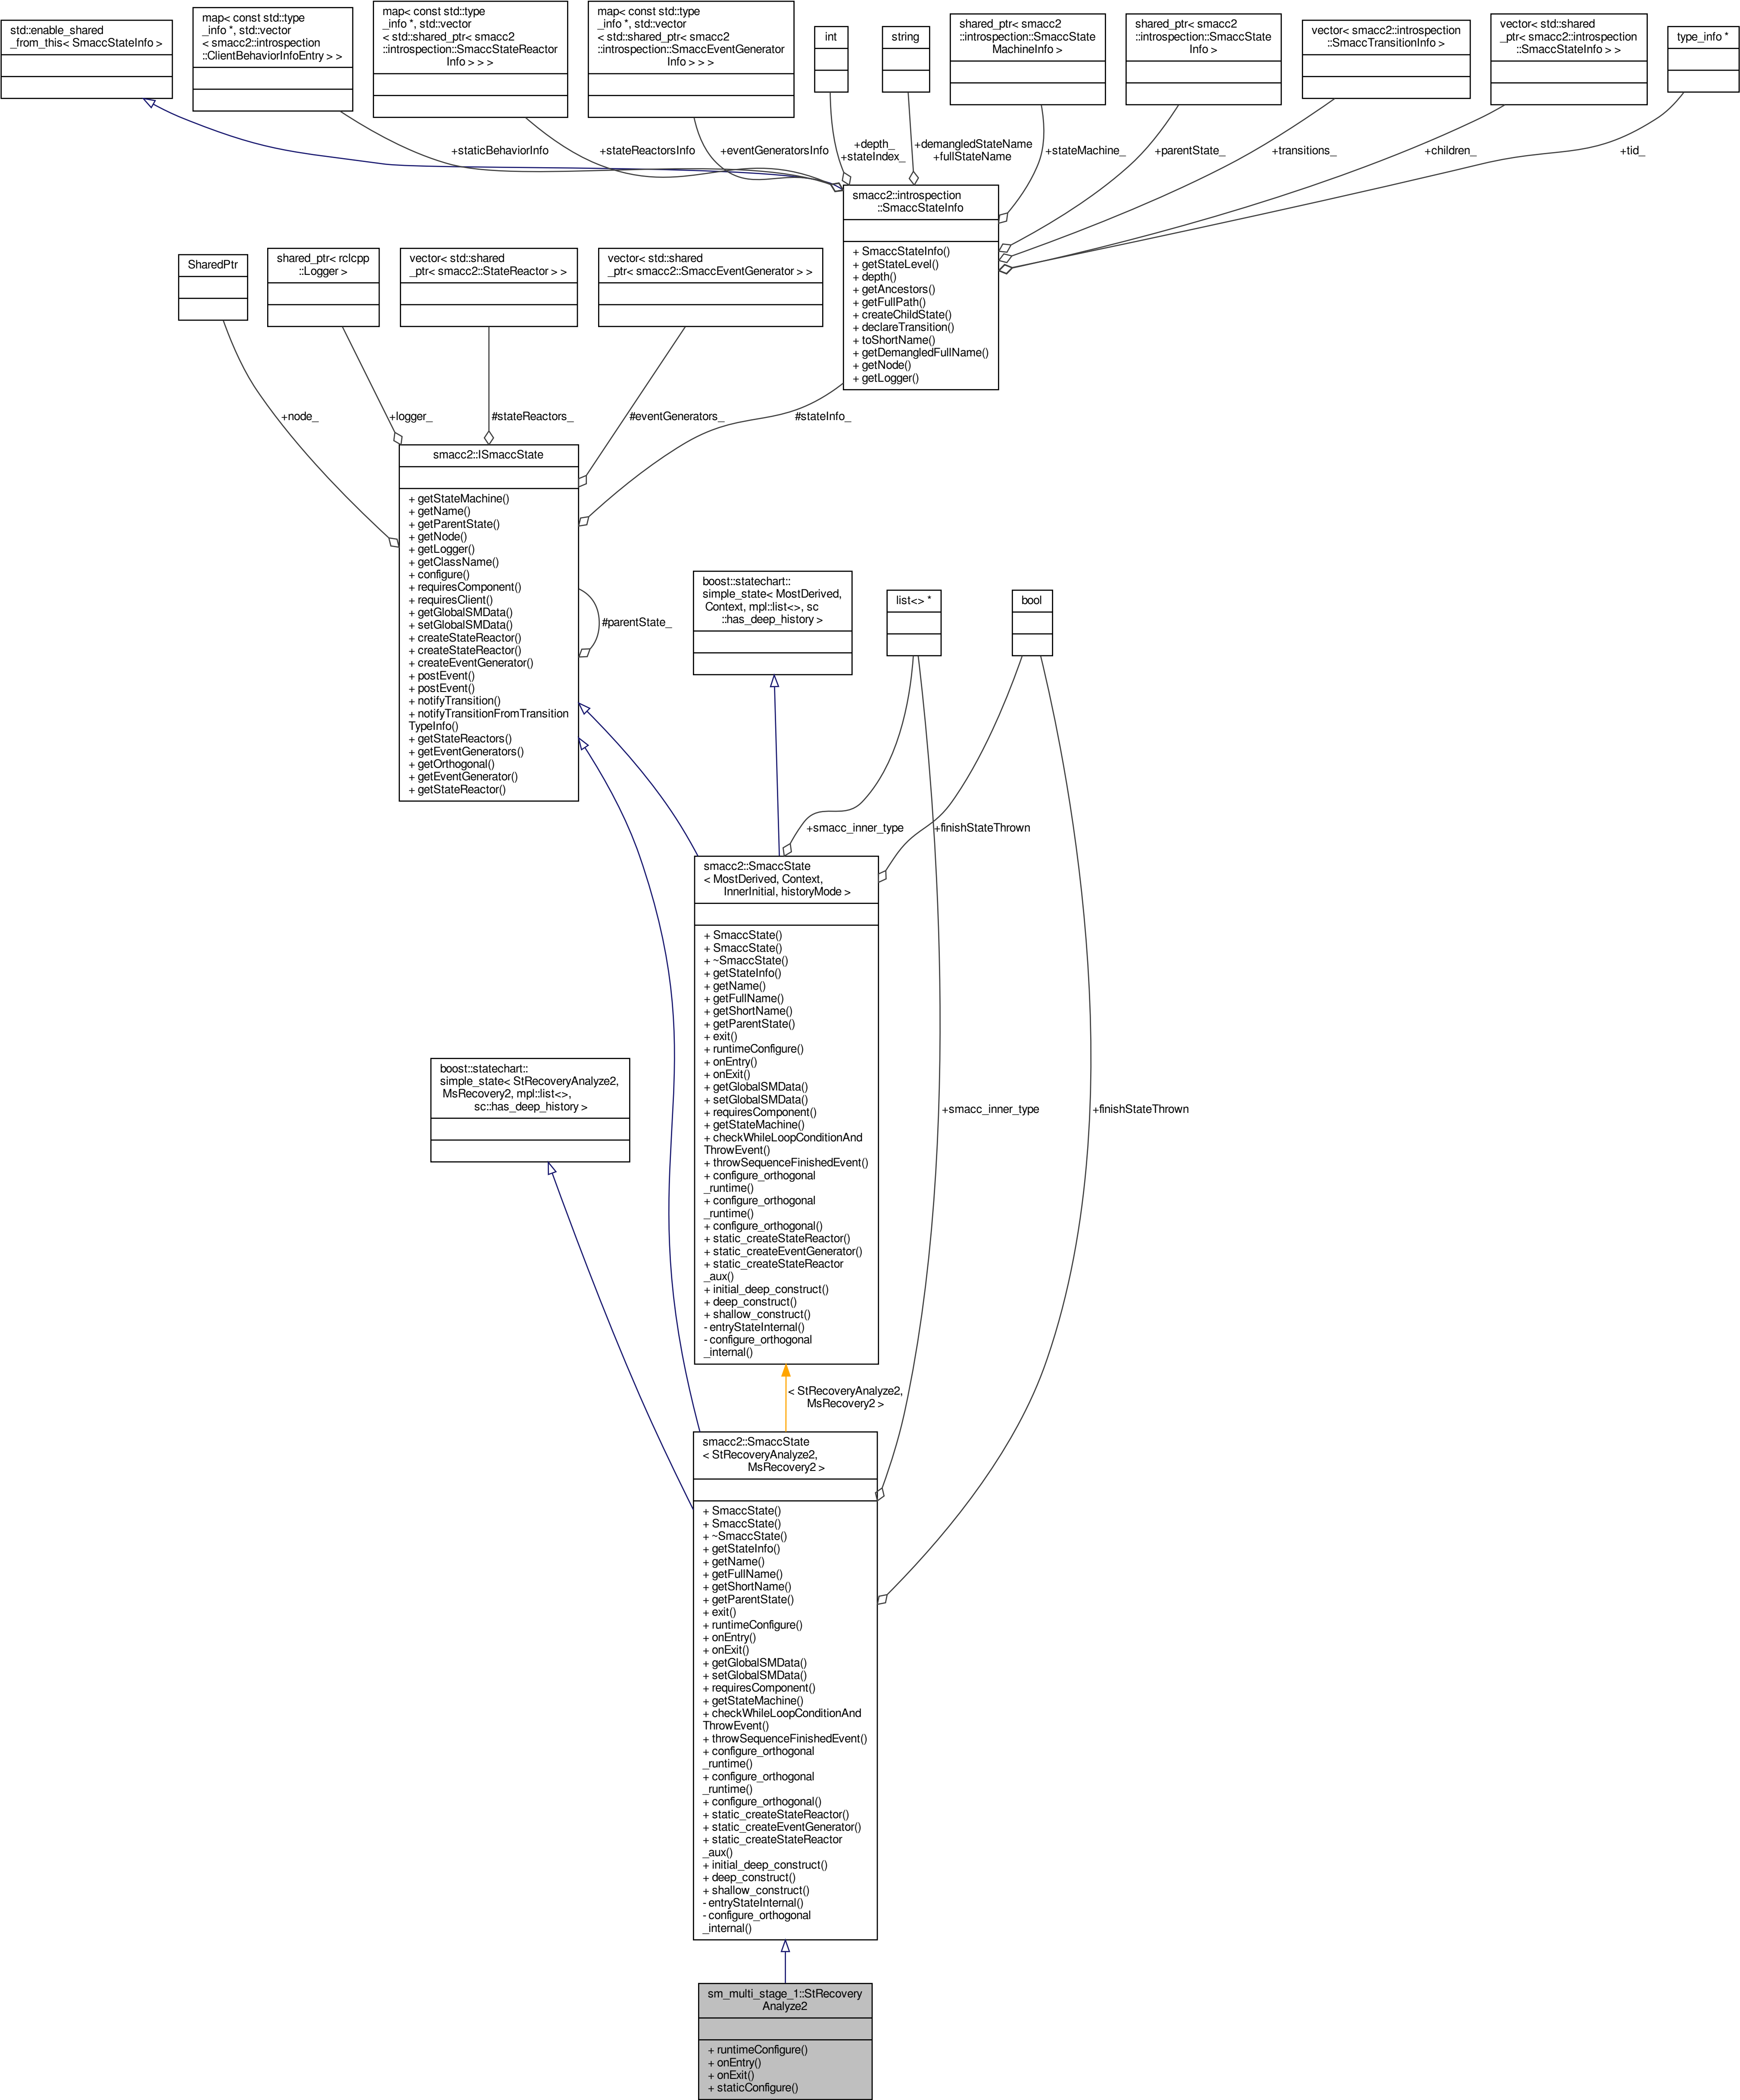 std::enable_shared
_from_this< SmaccStateInfo >
map< const std::type
_info *, std::vector
< smacc2::introspection
::ClientBehaviorInfoEntry > >
map< const std::type
_info *, std::vector
< std::shared_ptr< smacc2
::introspection::SmaccStateReactor
Info > > >
map< const std::type
_info *, std::vector
< std::shared_ptr< smacc2
::introspection::SmaccEventGenerator
Info > > >
int
string
shared_ptr< smacc2
::introspection::SmaccState
MachineInfo >
shared_ptr< smacc2
::introspection::SmaccState
Info >
vector< smacc2::introspection
::SmaccTransitionInfo >
vector< std::shared
_ptr< smacc2::introspection
::SmaccStateInfo > >
type_info *
+staticBehaviorInfo
+stateReactorsInfo
+eventGeneratorsInfo
+depth_
+stateIndex_
+demangledStateName
+fullStateName
+stateMachine_
+parentState_
+transitions_
+children_
+tid_
smacc2::introspection
::SmaccStateInfo
+ SmaccStateInfo()
+ getStateLevel()
+ depth()
+ getAncestors()
+ getFullPath()
+ createChildState()
+ declareTransition()
+ toShortName()
+ getDemangledFullName()
+ getNode()
+ getLogger()
SharedPtr
shared_ptr< rclcpp
::Logger >
vector< std::shared
_ptr< smacc2::StateReactor > >
vector< std::shared
_ptr< smacc2::SmaccEventGenerator > >
+node_
+logger_
#stateReactors_
#eventGenerators_
#stateInfo_
smacc2::ISmaccState
+ getStateMachine()
+ getName()
+ getParentState()
+ getNode()
+ getLogger()
+ getClassName()
+ configure()
+ requiresComponent()
+ requiresClient()
+ getGlobalSMData()
+ setGlobalSMData()
+ createStateReactor()
+ createStateReactor()
+ createEventGenerator()
+ postEvent()
+ postEvent()
+ notifyTransition()
+ notifyTransitionFromTransition
TypeInfo()
+ getStateReactors()
+ getEventGenerators()
+ getOrthogonal()
+ getEventGenerator()
+ getStateReactor()
#parentState_
boost::statechart::
simple_state< MostDerived,
Context, mpl::list<>, sc
::has_deep_history >
list<> *
bool
+smacc_inner_type
+finishStateThrown
smacc2::SmaccState
< MostDerived, Context,
InnerInitial, historyMode >
+ SmaccState()
+ SmaccState()
+ ~SmaccState()
+ getStateInfo()
+ getName()
+ getFullName()
+ getShortName()
+ getParentState()
+ exit()
+ runtimeConfigure()
+ onEntry()
+ onExit()
+ getGlobalSMData()
+ setGlobalSMData()
+ requiresComponent()
+ getStateMachine()
+ checkWhileLoopConditionAnd
ThrowEvent()
+ throwSequenceFinishedEvent()
+ configure_orthogonal
_runtime()
+ configure_orthogonal
_runtime()
+ configure_orthogonal()
+ static_createStateReactor()
+ static_createEventGenerator()
+ static_createStateReactor
_aux()
+ initial_deep_construct()
+ deep_construct()
+ shallow_construct()
- entryStateInternal()
- configure_orthogonal
_internal()
boost::statechart::
simple_state< StRecoveryAnalyze2,
MsRecovery2, mpl::list<>,
sc::has_deep_history >
+smacc_inner_type
+finishStateThrown
< StRecoveryAnalyze2,
MsRecovery2 >
smacc2::SmaccState
< StRecoveryAnalyze2,
MsRecovery2 >
+ SmaccState()
+ SmaccState()
+ ~SmaccState()
+ getStateInfo()
+ getName()
+ getFullName()
+ getShortName()
+ getParentState()
+ exit()
+ runtimeConfigure()
+ onEntry()
+ onExit()
+ getGlobalSMData()
+ setGlobalSMData()
+ requiresComponent()
+ getStateMachine()
+ checkWhileLoopConditionAnd
ThrowEvent()
+ throwSequenceFinishedEvent()
+ configure_orthogonal
_runtime()
+ configure_orthogonal
_runtime()
+ configure_orthogonal()
+ static_createStateReactor()
+ static_createEventGenerator()
+ static_createStateReactor
_aux()
+ initial_deep_construct()
+ deep_construct()
+ shallow_construct()
- entryStateInternal()
- configure_orthogonal
_internal()
sm_multi_stage_1::StRecovery
Analyze2
+ runtimeConfigure()
+ onEntry()
+ onExit()
+ staticConfigure()